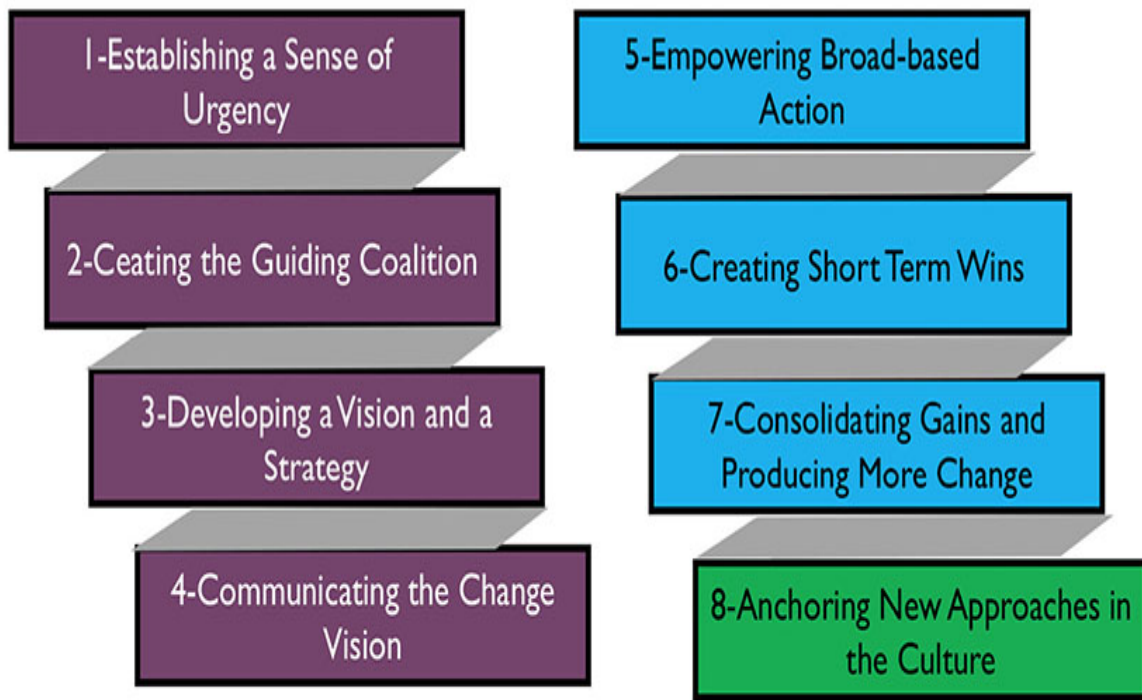 1-Establishing a Sense of
Urgency
2-Ceating the Guiding Coalition
3-Developing a Vision and a
Strategy
4-Communicating the Change
Vision
5-Empowering Broad-based
Action
6-Creating Short Term Wins
7-Consolidating Gains and
Producing More Change
8-Anchoring New Approaches in
the Culture